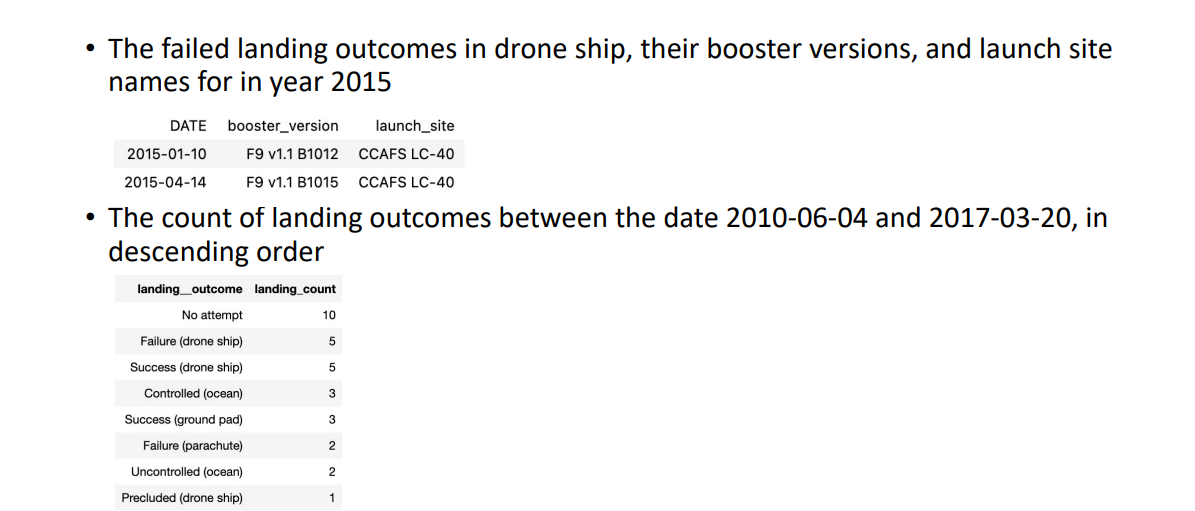 • The failed landing outcomes in drone ship, their booster versions, and launch site
names for in year 2015
DATE booster_version launch_site
2015-01-10 F9 v1.1 B1012 CCAFS LC-40
2015-04-14 F9 v1.1 B1015 CCAFS LC-40
• The count of landing outcomes between the date 2010-06-04 and 2017-03-20, in
descending order
landing__outcome landing_count
No attempt 10
Failure (drone ship) 5
Success (drone ship) 5
Controlled (ocean) 3
Success (ground pad) 3
Failure (parachute) 2
Uncontrolled (ocean) 2
Precluded (drone ship) 1